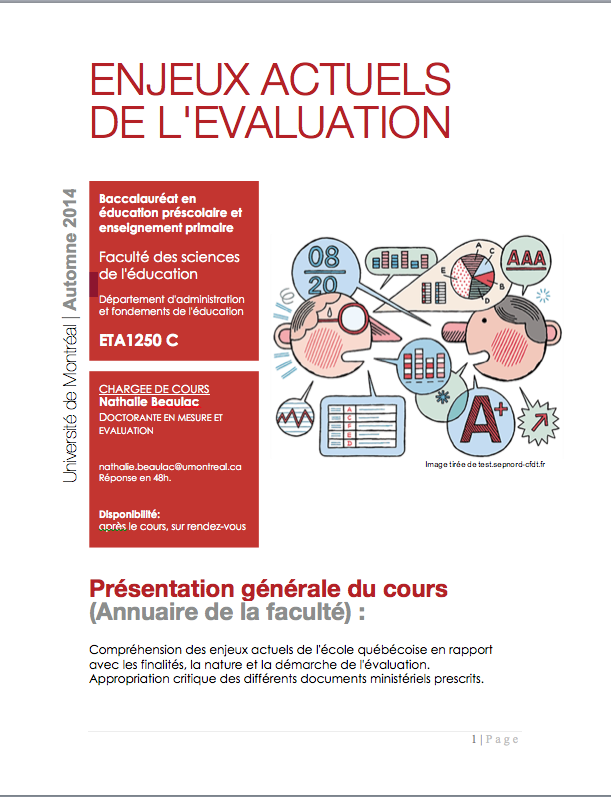 ENJEUX ACTUELS
DE L'EVALUATION
Université de Montréal | Automne 2014
Baccalauréat en
éducation préscolaire et
enseignement primaire
Faculté des sciences
de l'éducation
Département d'administration
et fondements de l'éducation
ETA1250 C
CHARGEE DE COURS
Nathalie Beaulac
DOCTORANTE EN MESURE ET
EVALUATION
nathalie.beaulac@umontreal.ca
Réponse en 48h.
Disponibilité:
après le cours, sur rendez-vous
08
20
A
C
E
B
D
AAA
A
C
F
E
D
A+
Image tirée de test.sepnord-cfdt.fr
Présentation générale du cours
(Annuaire de la faculté) :
Compréhension des enjeux actuels de l'école québécoise en rapport
avec les finalités, la nature et la démarche de l'évaluation.
Appropriation critique des différents documents ministériels prescrits.
1 | Page